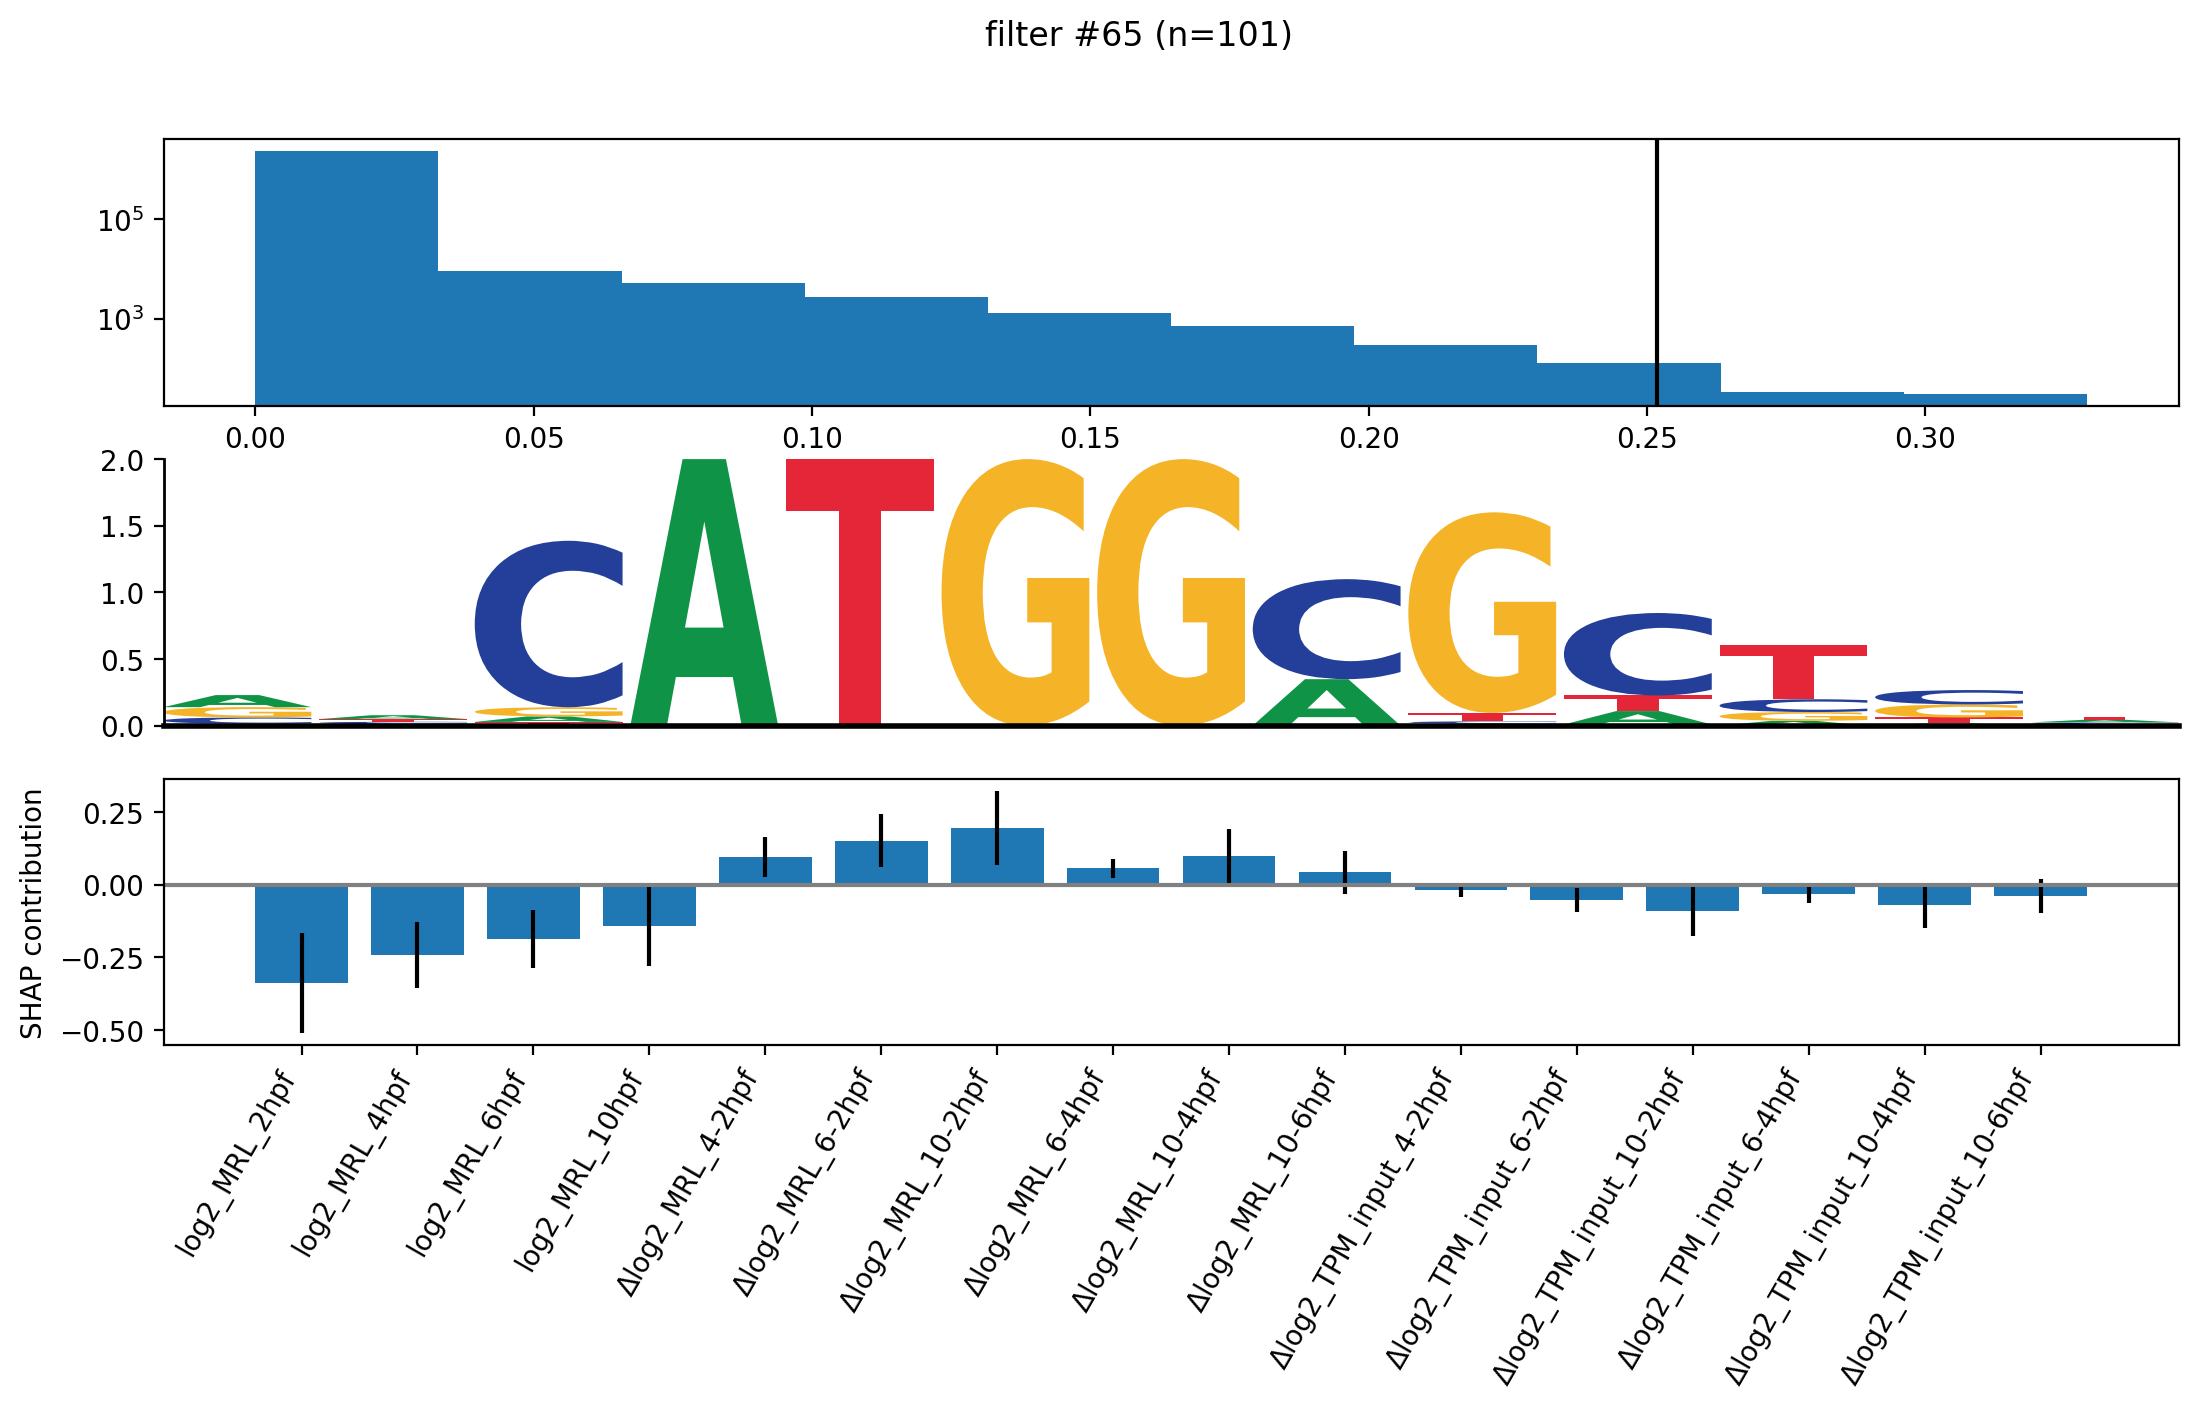 filter #65 (n=101)
10⁵
10³
0.00 0.05 0.10 0.15 0.20 0.25 0.30
2.0
1.5
1.0
0.5
0.0
CATGGCGCT
SHAP contribution
0.25
0.00
−0.25
−0.50
log2_MRL_2hpf
log2_MRL_4hpf
log2_MRL_6hpf
log2_MRL_10hpf
Δlog2_MRL_4-2hpf
Δlog2_MRL_6-2hpf
Δlog2_MRL_10-2hpf
Δlog2_MRL_6-4hpf
Δlog2_MRL_10-4hpf
Δlog2_MRL_10-6hpf
Δlog2_TPM_input_4-2hpf
Δlog2_TPM_input_6-2hpf
Δlog2_TPM_input_10-2hpf
Δlog2_TPM_input_6-4hpf
Δlog2_TPM_input_10-4hpf
Δlog2_TPM_input_10-6hpf